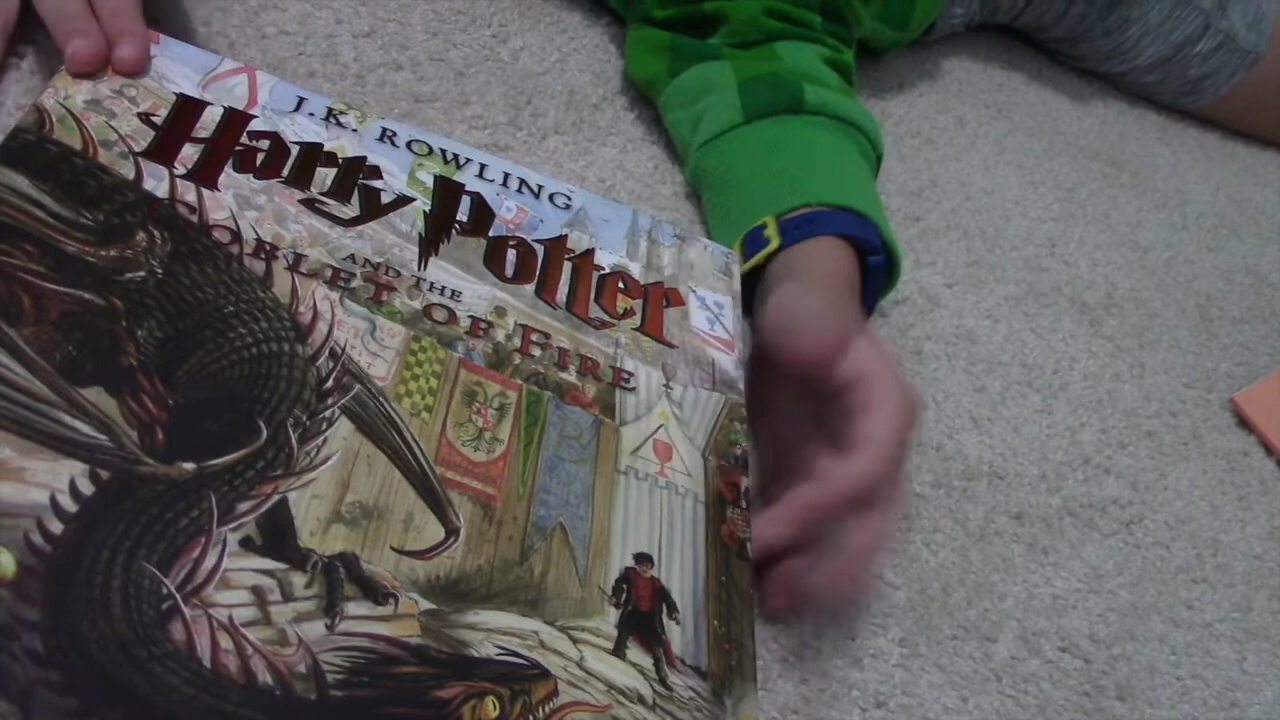 J.K. ROWLING
Harry Potter
AND THE
GOBLET OF FIRE